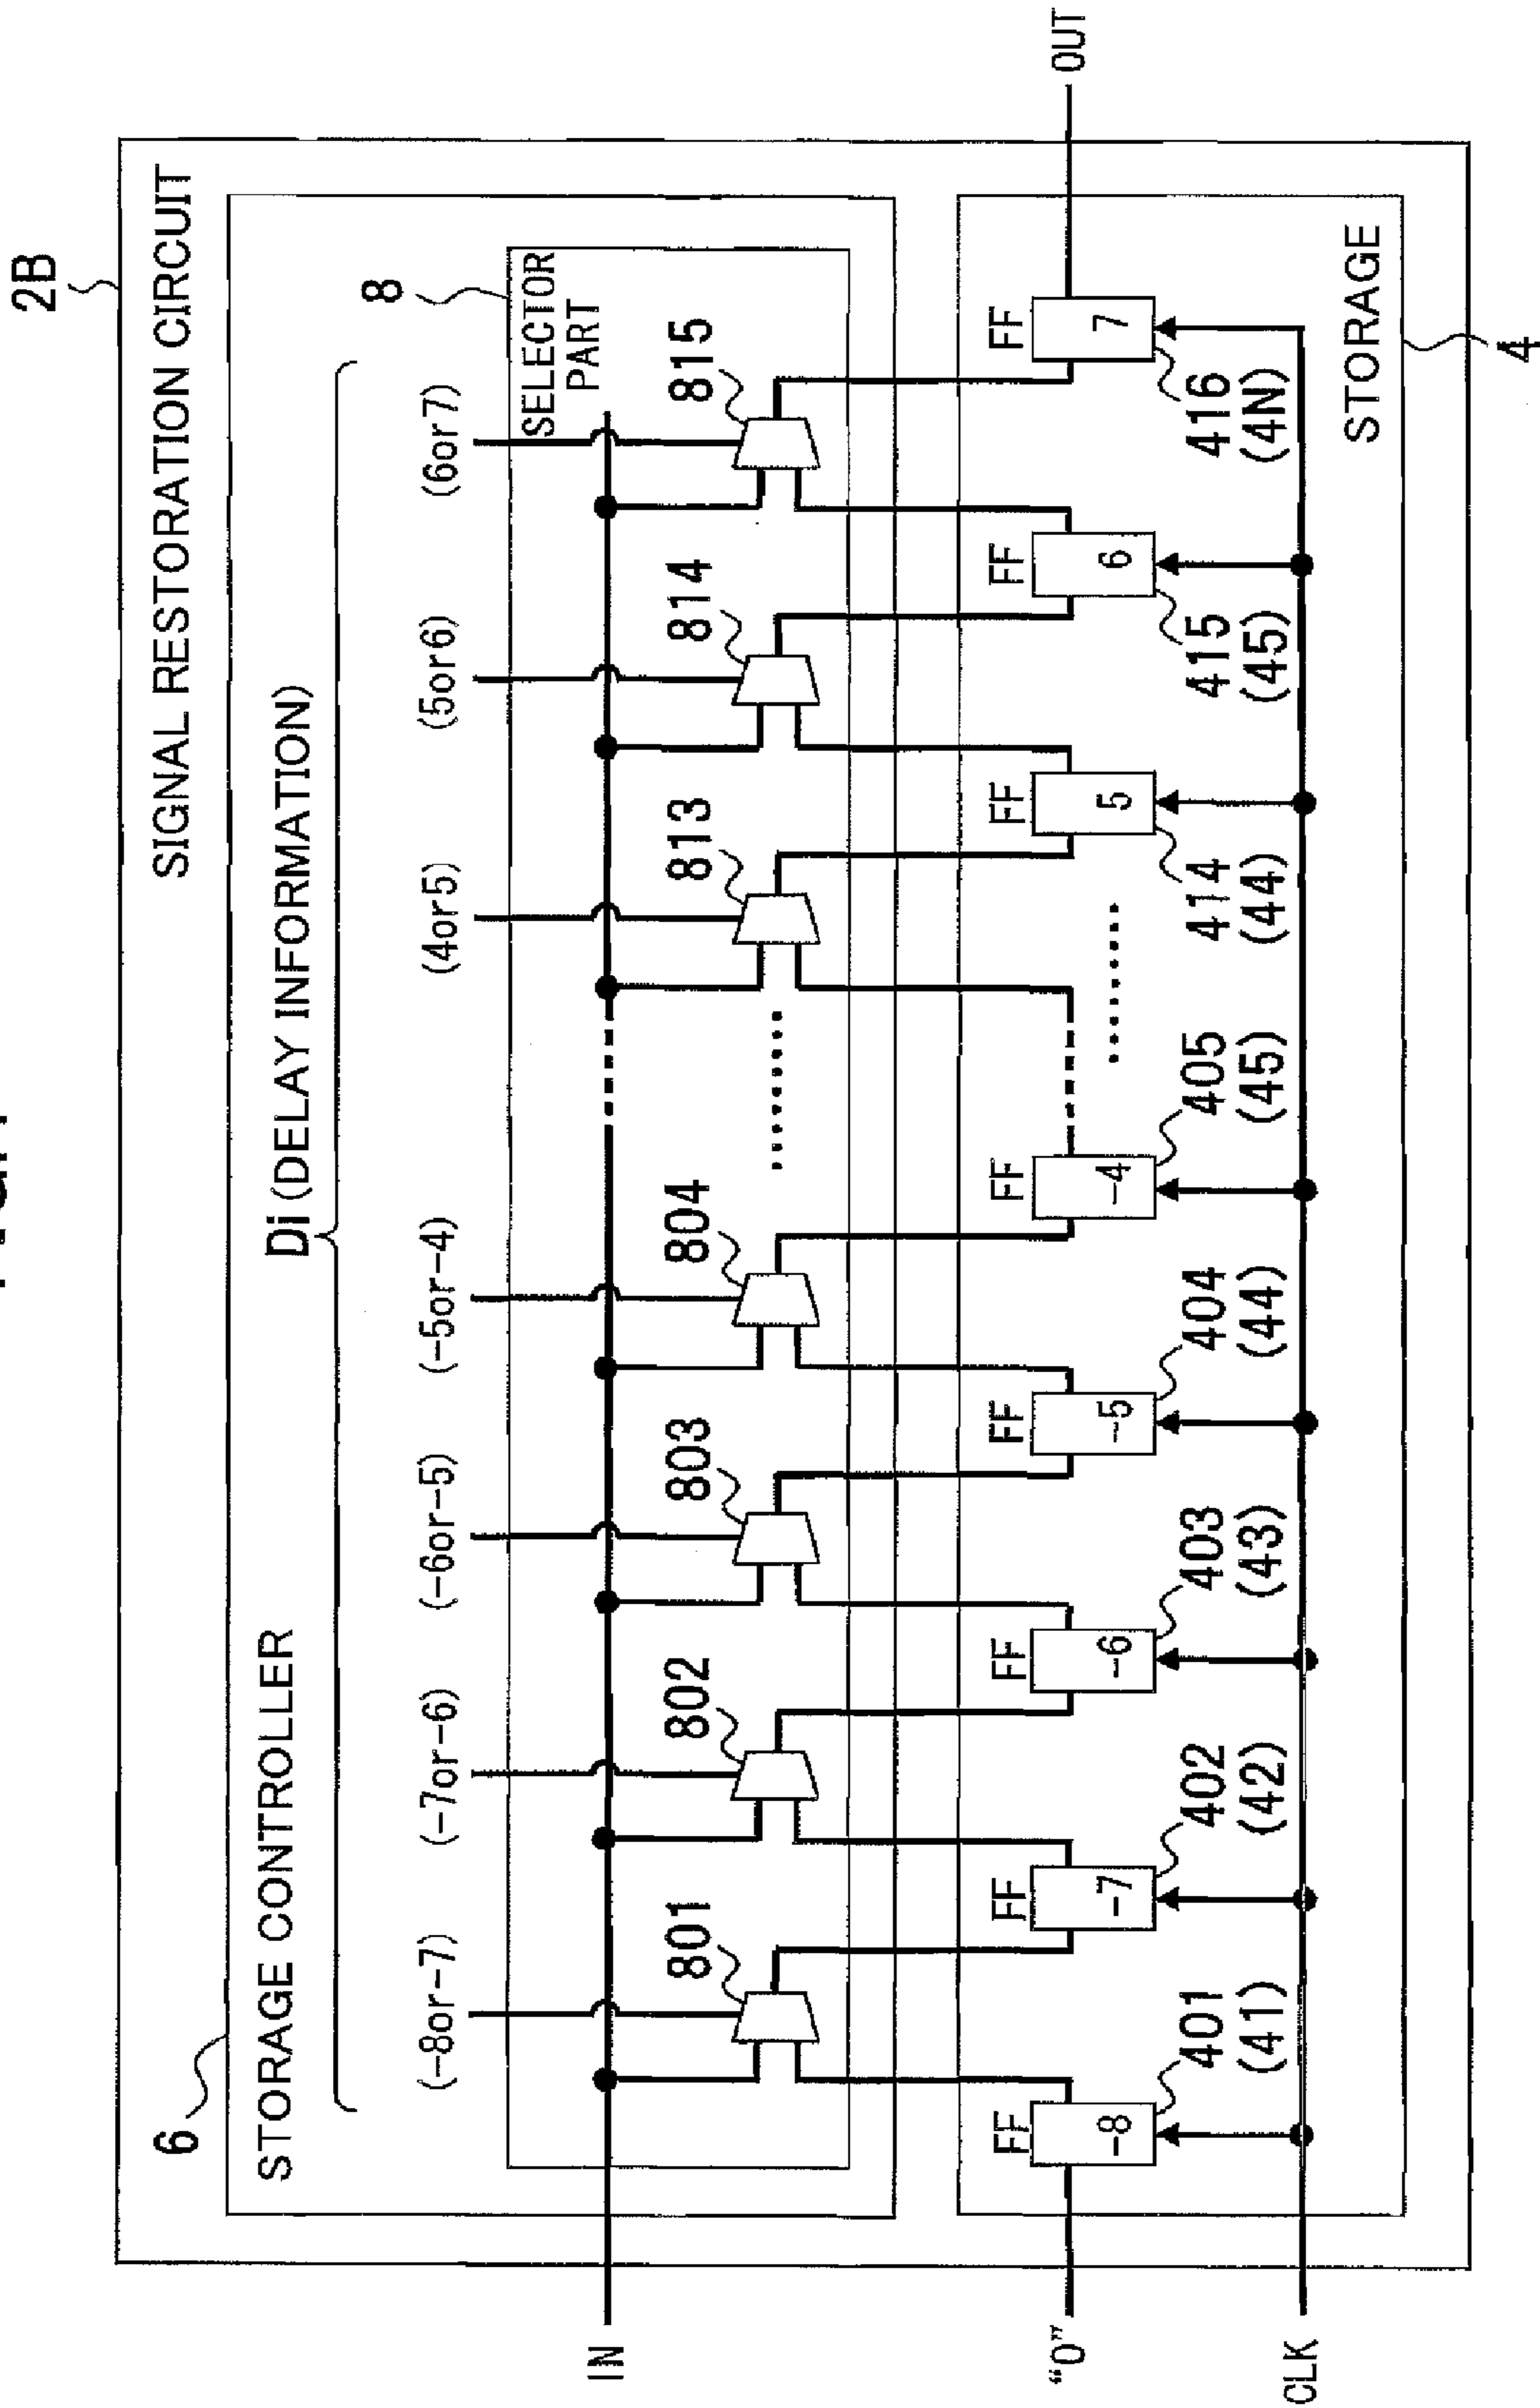 2B
SIGNAL RESTORATION CIRCUIT
6
STORAGE CONTROLLER
Di (DELAY INFORMATION)
(-8or-7)
(-7or-6)
(-6or-5)
(-5or-4)
(4or5)
(5or6)
(6or7)
8
SELECTOR
PART
IN
801
802
803
804
813
814
815
"0"
FF
FF
FF
FF
FF
FF
FF
FF
-8
-7
-6
-5
-4
5
6
7
OUT
401
(41)
402
(42)
403
(43)
404
(44)
405
(45)
414
(44)
415
(45)
416
(4N)
CLK
STORAGE
4